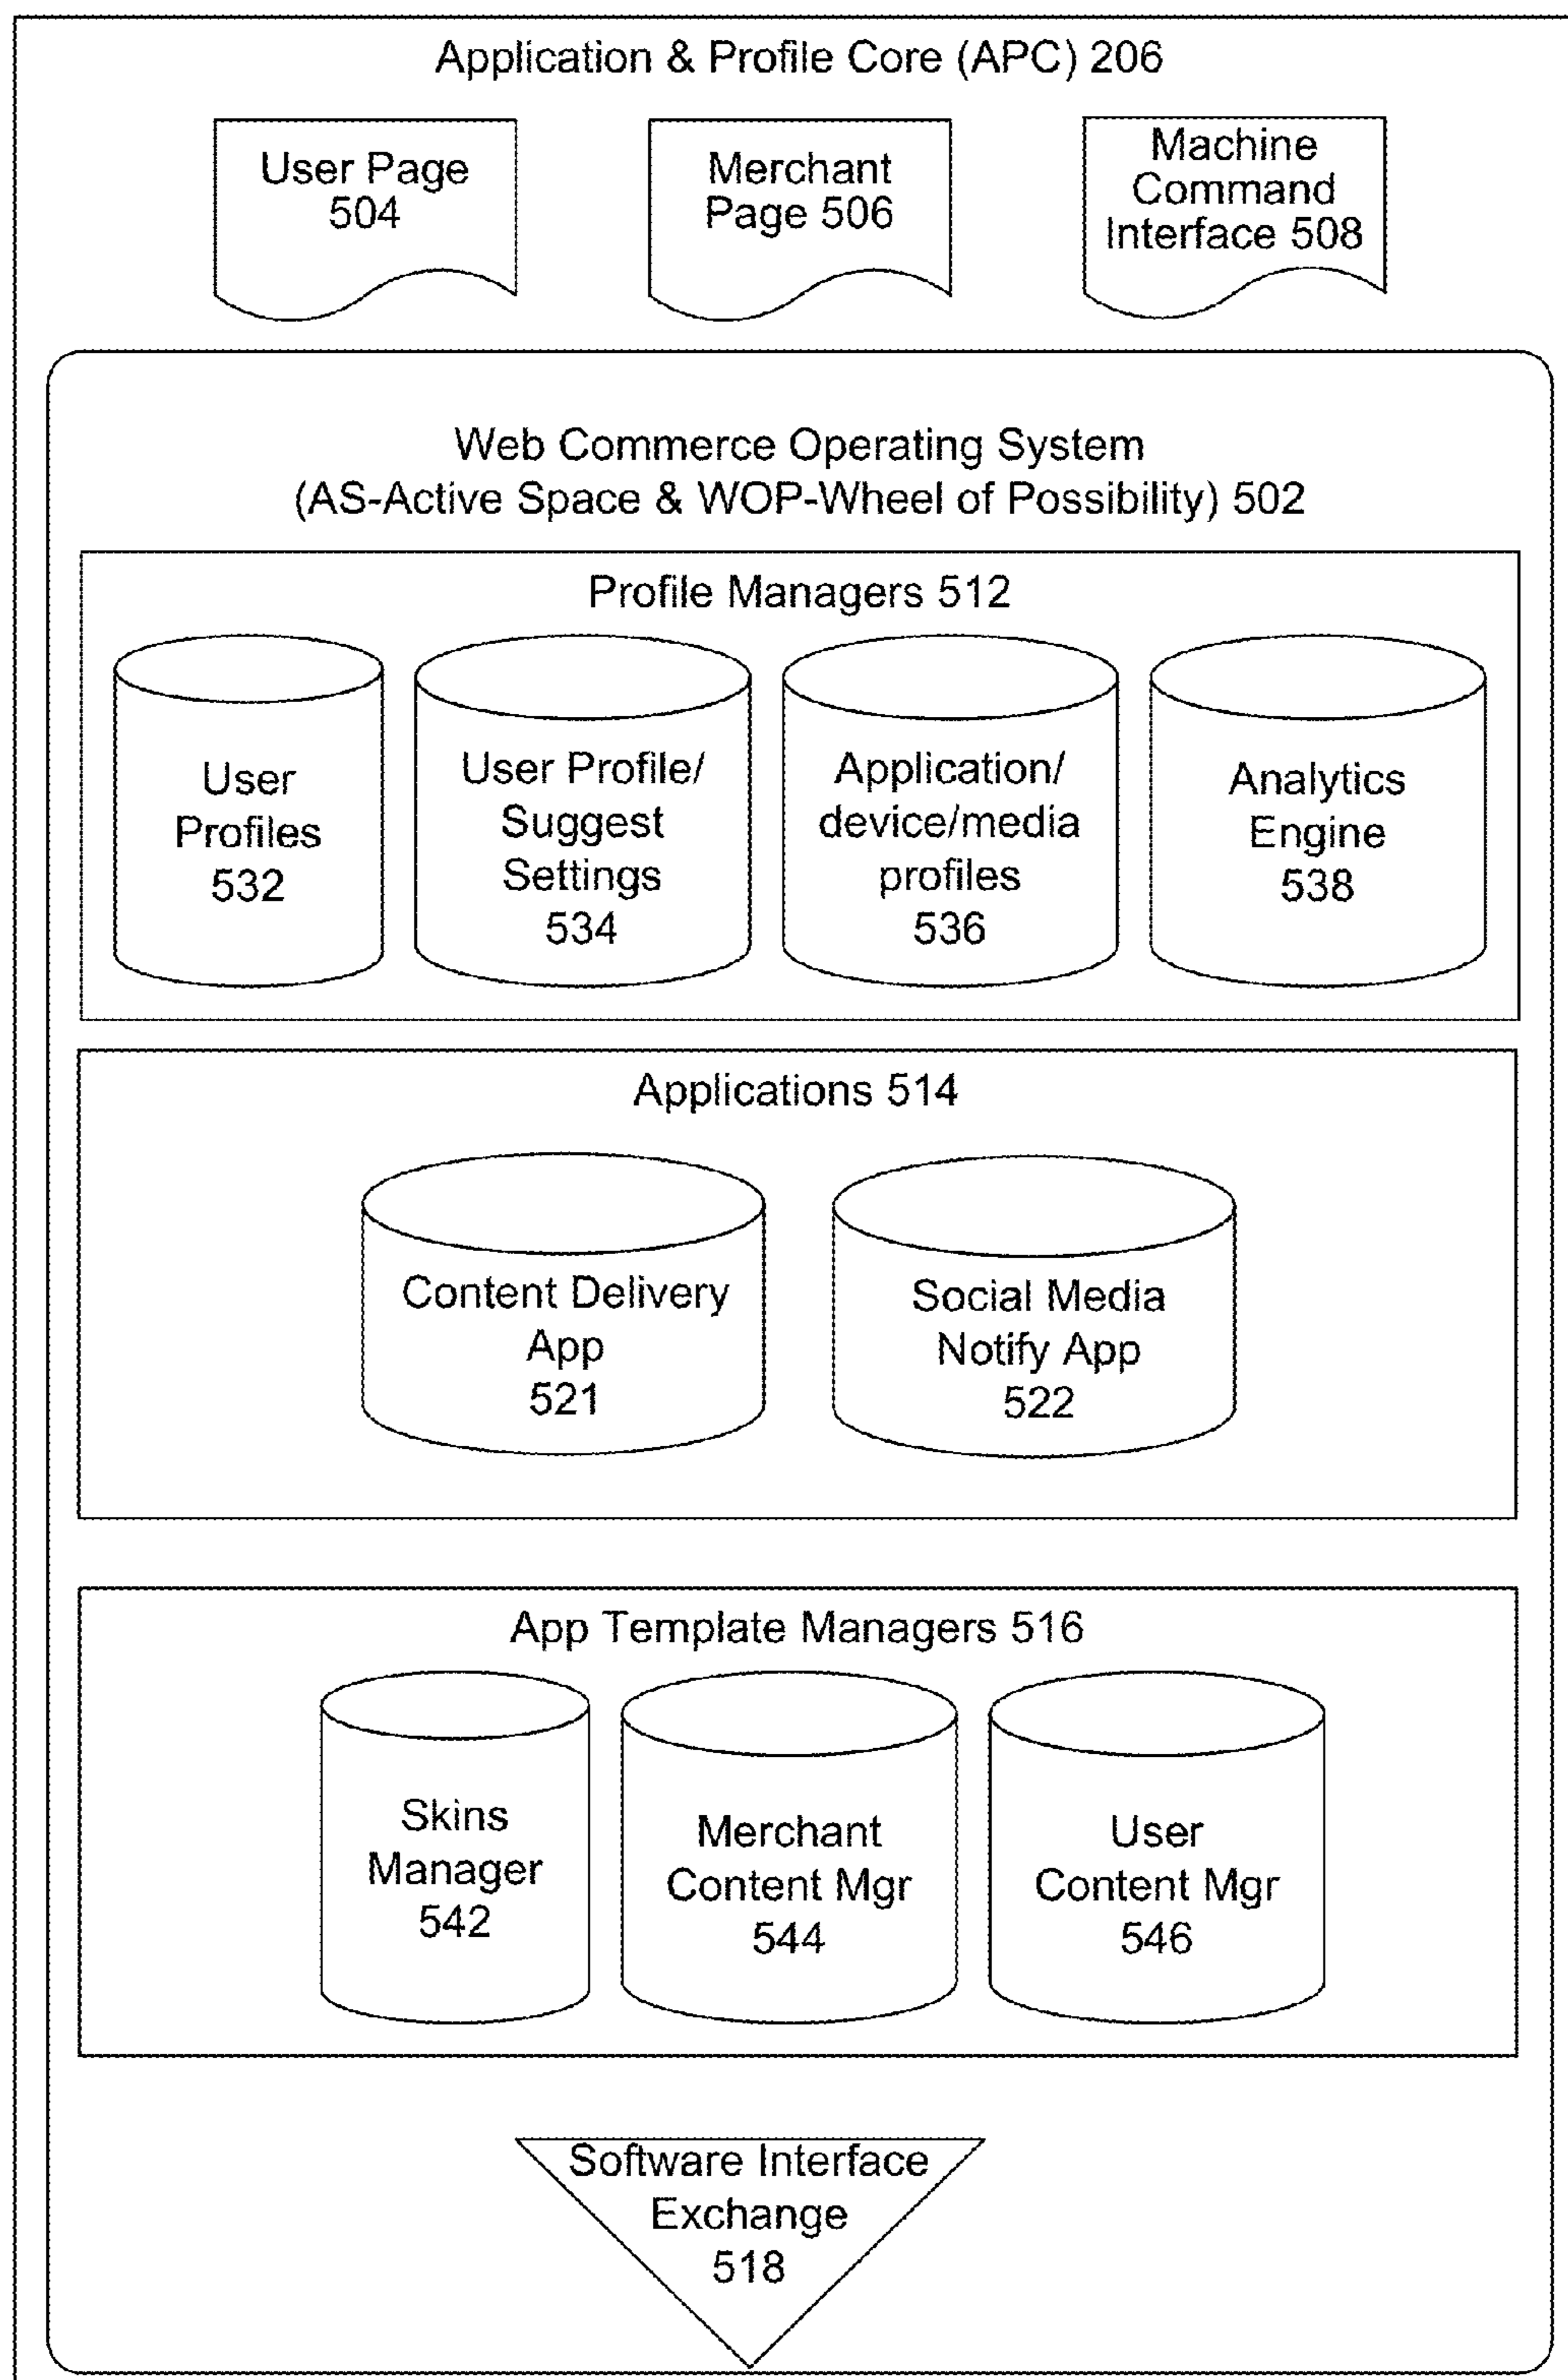 Application & Profile Core (APC) 206
User Page
504
Merchant
Page 506
Machine
Command
Interface 508
Web Commerce Operating System
(AS-Active Space & WOP-Wheel of Possibility) 502
Profile Managers 512
User
Profiles
532
User Profile/
Suggest
Settings
534
Application/
device/media
profiles
536
Analytics
Engine
538
Applications 514
Content Delivery
App
521
Social Media
Notify App
522
App Template Managers 516
Skins
Manager
542
Merchant
Content Mgr
544
User
Content Mgr
546
Software Interface
Exchange
518